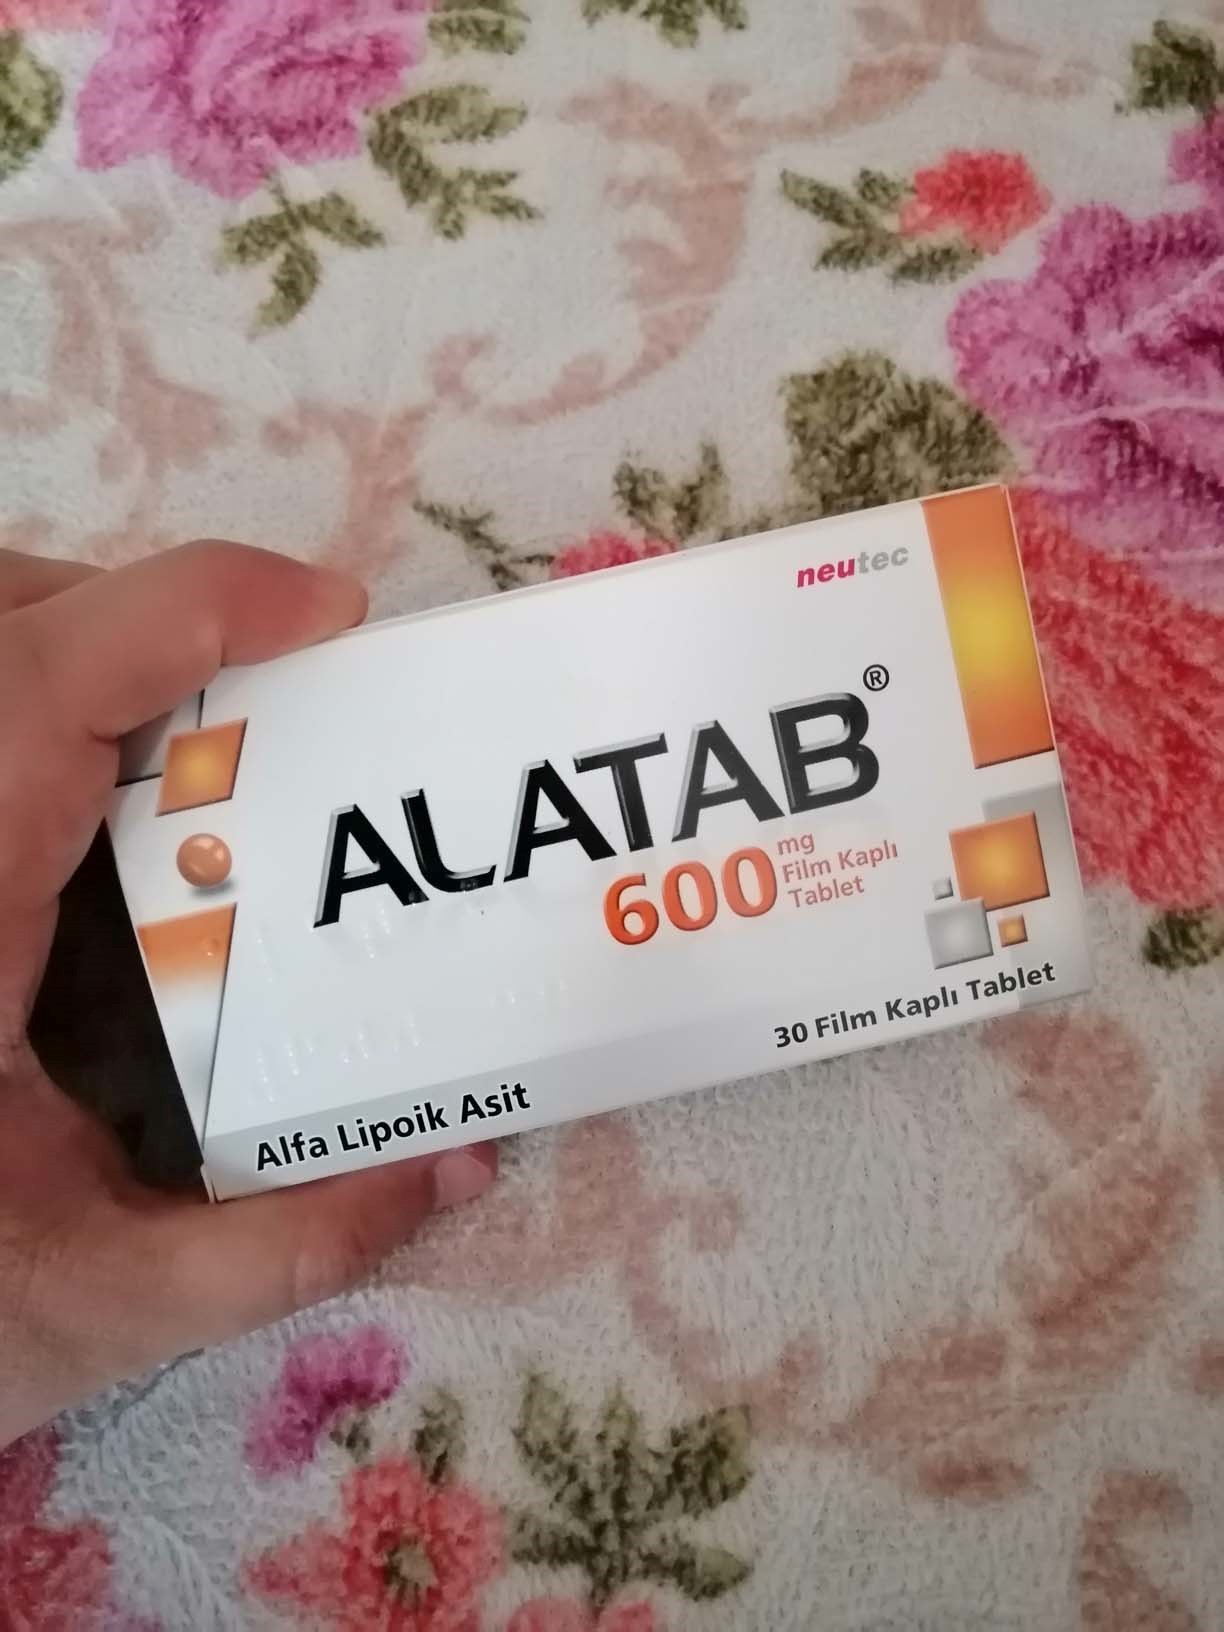 neutec
ALATAB®
600 mg
Film Kaplı
Tablet
30 Film Kaplı Tablet
Alfa Lipoik Asit